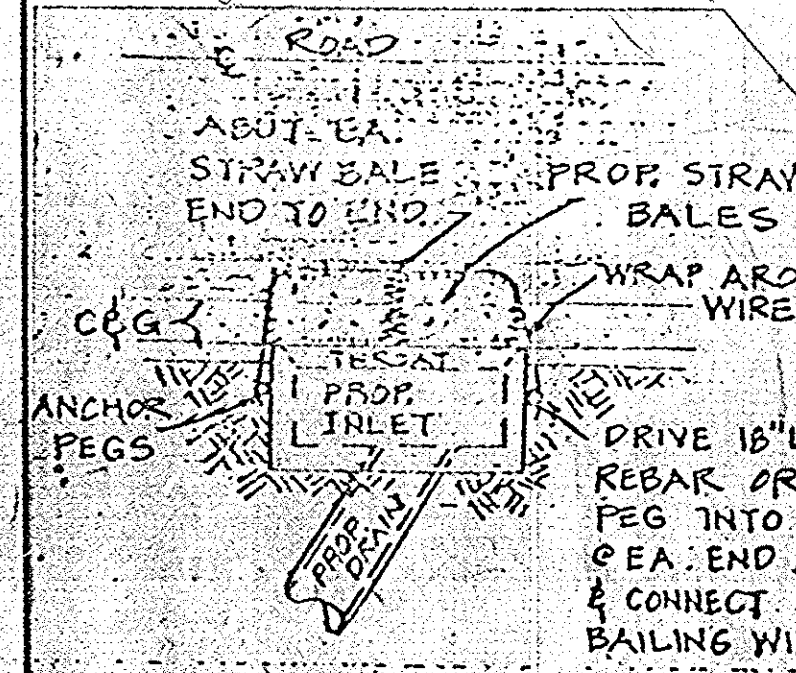 ℄ ROAD
ABUT EA.
STRAW BALE
END TO END
PROP. STRAW
BALES
WRAP ARO
WIRE
C&G
PROP.
INLET
ANCHOR
PEGS
DRIVE 18"L
REBAR OR
PEG INTO
@ EA. END
& CONNECT
BAILING WI
PROP.
DRAIN